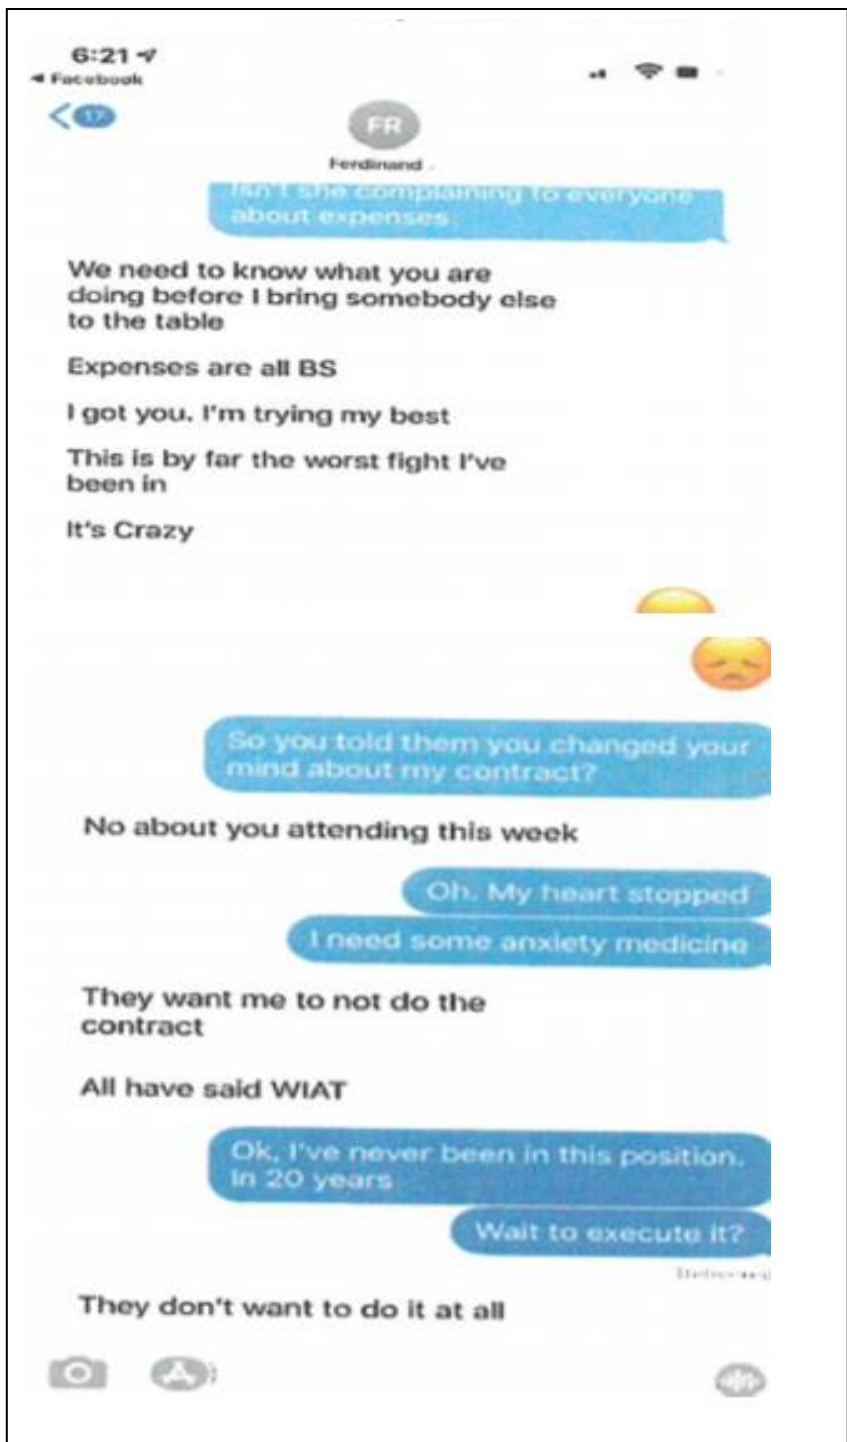 6:21
◀ Facebook
17
FR
Ferdinand
Isn't she complaining to everyone
about expenses
We need to know what you are
doing before I bring somebody else
to the table
Expenses are all BS
I got you. I'm trying my best
This is by far the worst fight I've
been in
It's Crazy
So you told them you changed your
mind about my contract?
No about you attending this week
Oh. My heart stopped
I need some anxiety medicine
They want me to not do the
contract
All have said WIAT
Ok, I've never been in this position.
In 20 years
Wait to execute it?
They don't want to do it at all